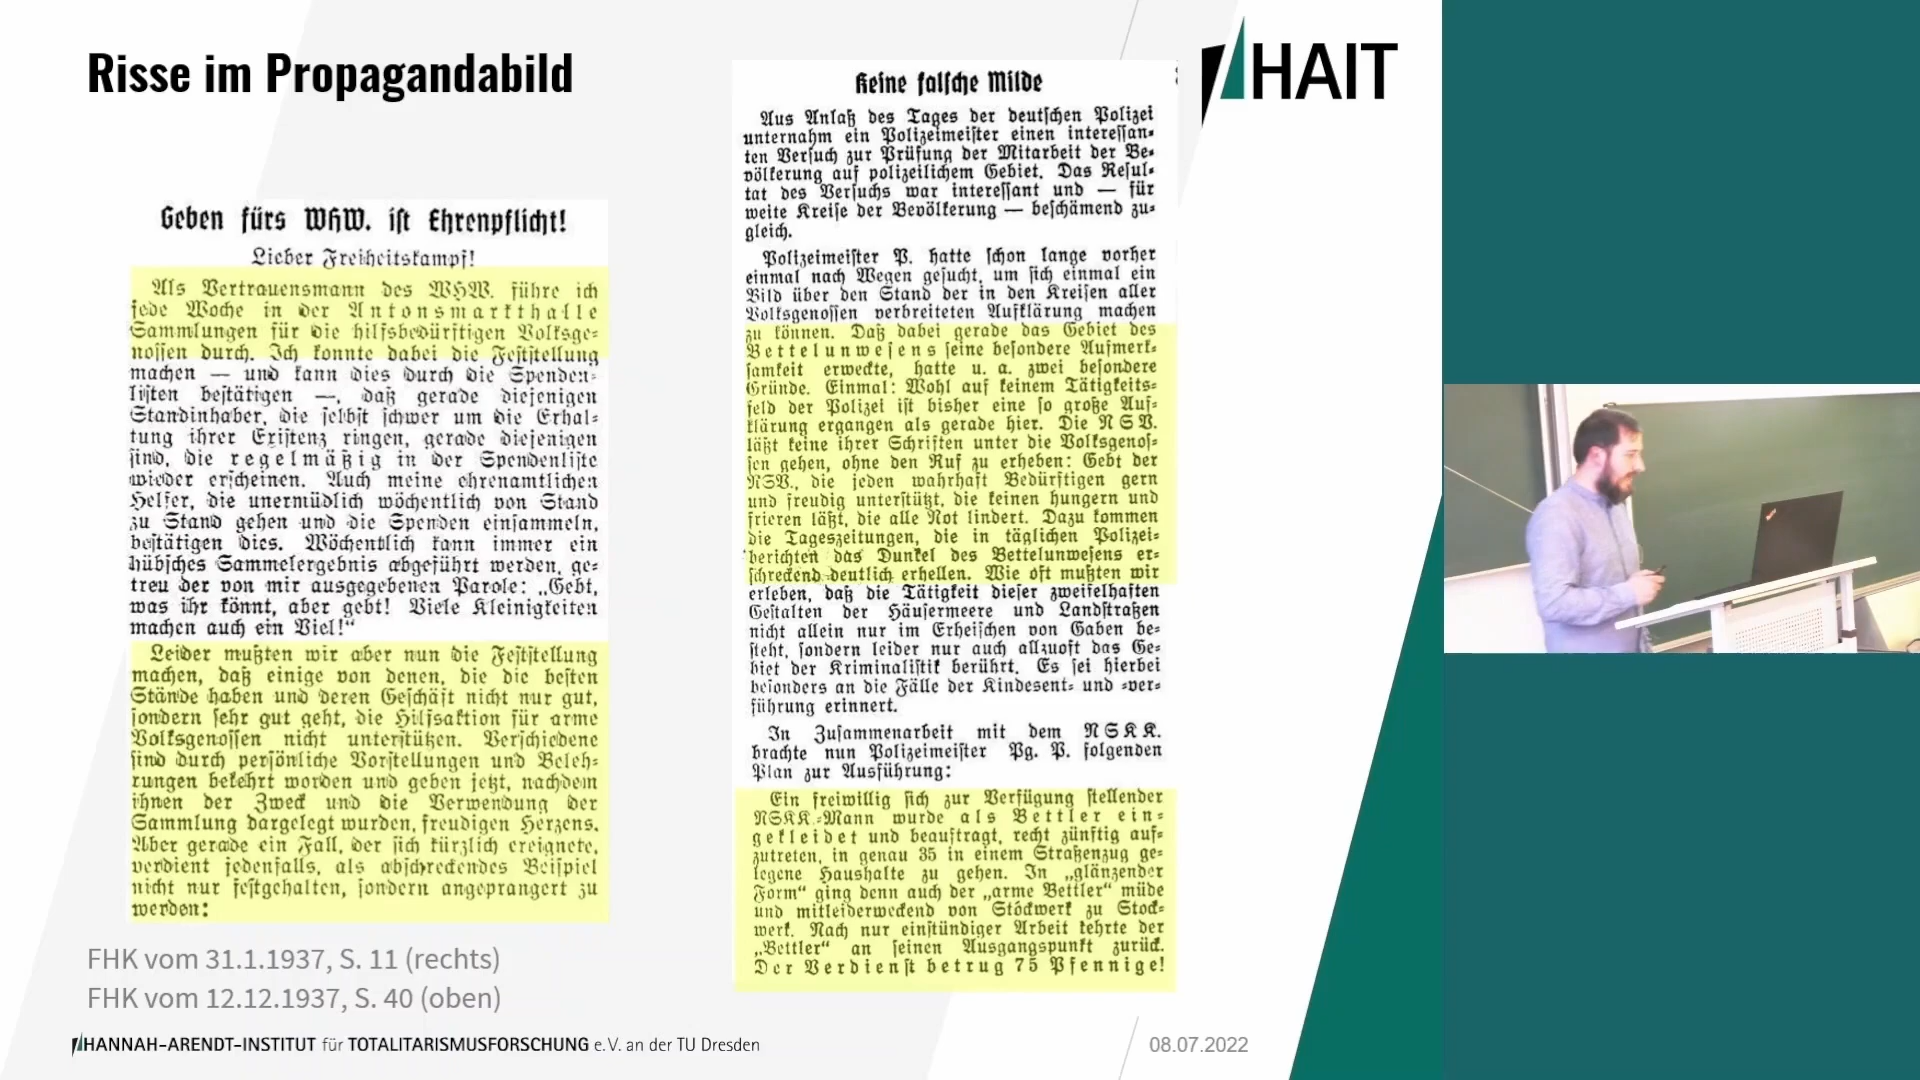 Risse im Propagandabild
HAIT
Geben fürs WHW. ist Ehrenpflicht!
Lieber Freiheitskampf!
Als Vertrauensmann des WHW. führe ich
jede Woche in der Antonsmarkthalle
Sammlungen für die hilfsbedürftigen Volksge-
nossen durch. Ich konnte dabei die Feststellung
machen — und kann dies durch die Spenden-
listen bestätigen —, daß gerade diejenigen
Standinhaber, die selbst schwer um die Erhal-
tung ihrer Existenz ringen, gerade diejenigen
sind, die regelmäßig in der Spendenliste
wieder erscheinen. Auch meine ehrenamtlichen
Helfer, die unermüdlich wöchentlich von Stand
zu Stand gehen und die Spenden einsammeln,
bestätigen dies. Wöchentlich kann immer ein
hübsches Sammelergebnis abgeführt werden, ge-
treu der von mir ausgegebenen Parole: „Gebt,
was ihr könnt, aber gebt! Viele Kleinigkeiten
machen auch ein Viel!“
Leider mußten wir aber nun die Feststellung
machen, daß einige von denen, die die besten
Stände haben und deren Geschäft nicht nur gut,
sondern sehr gut geht, die Hilfsaktion für arme
Volksgenossen nicht unterstützen. Verschiedene
sind durch persönliche Vorstellungen und Beleh-
rungen bekehrt worden und geben jetzt, nachdem
ihnen der Zweck und die Verwendung der
Sammlung dargelegt wurden, freudigen Herzens.
Aber gerade ein Fall, der sich kürzlich ereignete,
verdient jedenfalls, als abschreckendes Beispiel
nicht nur festgehalten, sondern angeprangert zu
werden:
Keine falsche Milde
Aus Anlaß des Tages der deutschen Polizei
unternahm ein Polizeimeister einen interessan-
ten Versuch zur Prüfung der Mitarbeit der Be-
völkerung auf polizeilichem Gebiet. Das Resul-
tat des Versuchs war interessant und — für
weite Kreise der Bevölkerung — beschämend zu-
gleich.
Polizeimeister P. hatte schon lange vorher
einmal nach Wegen gesucht, um sich einmal ein
Bild über den Stand der in den Kreisen aller
Volksgenossen verbreiteten Aufklärung machen
zu können. Daß dabei gerade das Gebiet des
Bettelunwesens seine besondere Aufmerk-
samkeit erweckte, hatte u. a. zwei besondere
Gründe. Einmal: Wohl auf keinem Tätigkeits-
feld der Polizei ist bisher eine so große Auf-
klärung ergangen als gerade hier. Die NSV.
läßt keine ihrer Schriften unter die Volksgenos-
sen gehen, ohne den Ruf zu erheben: Gebt der
NSV., die jeden wahrhaft Bedürftigen gern
und freudig unterstützt, die keinen hungern und
frieren läßt, die alle Not lindert. Dazu kommen
die Tageszeitungen, die in täglichen Polizei-
berichten das Dunkel des Bettelunwesens er-
schreckend deutlich erhellen. Wie oft mußten wir
erleben, daß die Tätigkeit dieser zweifelhaften
Gestalten der Häusermeere und Landstraßen
nicht allein nur im Erheischen von Gaben be-
steht, sondern leider nur auch allzuoft das Ge-
biet der Kriminalistik berührt. Es sei hierbei
besonders an die Fälle der Kindesent- und -ver-
führung erinnert.
In Zusammenarbeit mit dem NSKK.
brachte nun Polizeimeister Pg. P. folgenden
Plan zur Ausführung:
Ein freiwillig sich zur Verfügung stellender
NSKK.-Mann wurde als Bettler ein-
gekleidet und beauftragt, recht zünftig auf-
zutreten, in genau 35 in einem Straßenzug ge-
legene Haushalte zu gehen. In „glänzender
Form“ ging denn auch der „arme Bettler“ müde
und mitleiderweckend von Stockwerk zu Stock-
werk. Nach nur einstündiger Arbeit kehrte der
„Bettler“ an seinen Ausgangspunkt zurück.
Der Verdienst betrug 75 Pfennige!
FHK vom 31.1.1937, S. 11 (rechts)
FHK vom 12.12.1937, S. 40 (oben)
HANNAH-ARENDT-INSTITUT für TOTALITARISMUSFORSCHUNG e.V. an der TU Dresden
08.07.2022